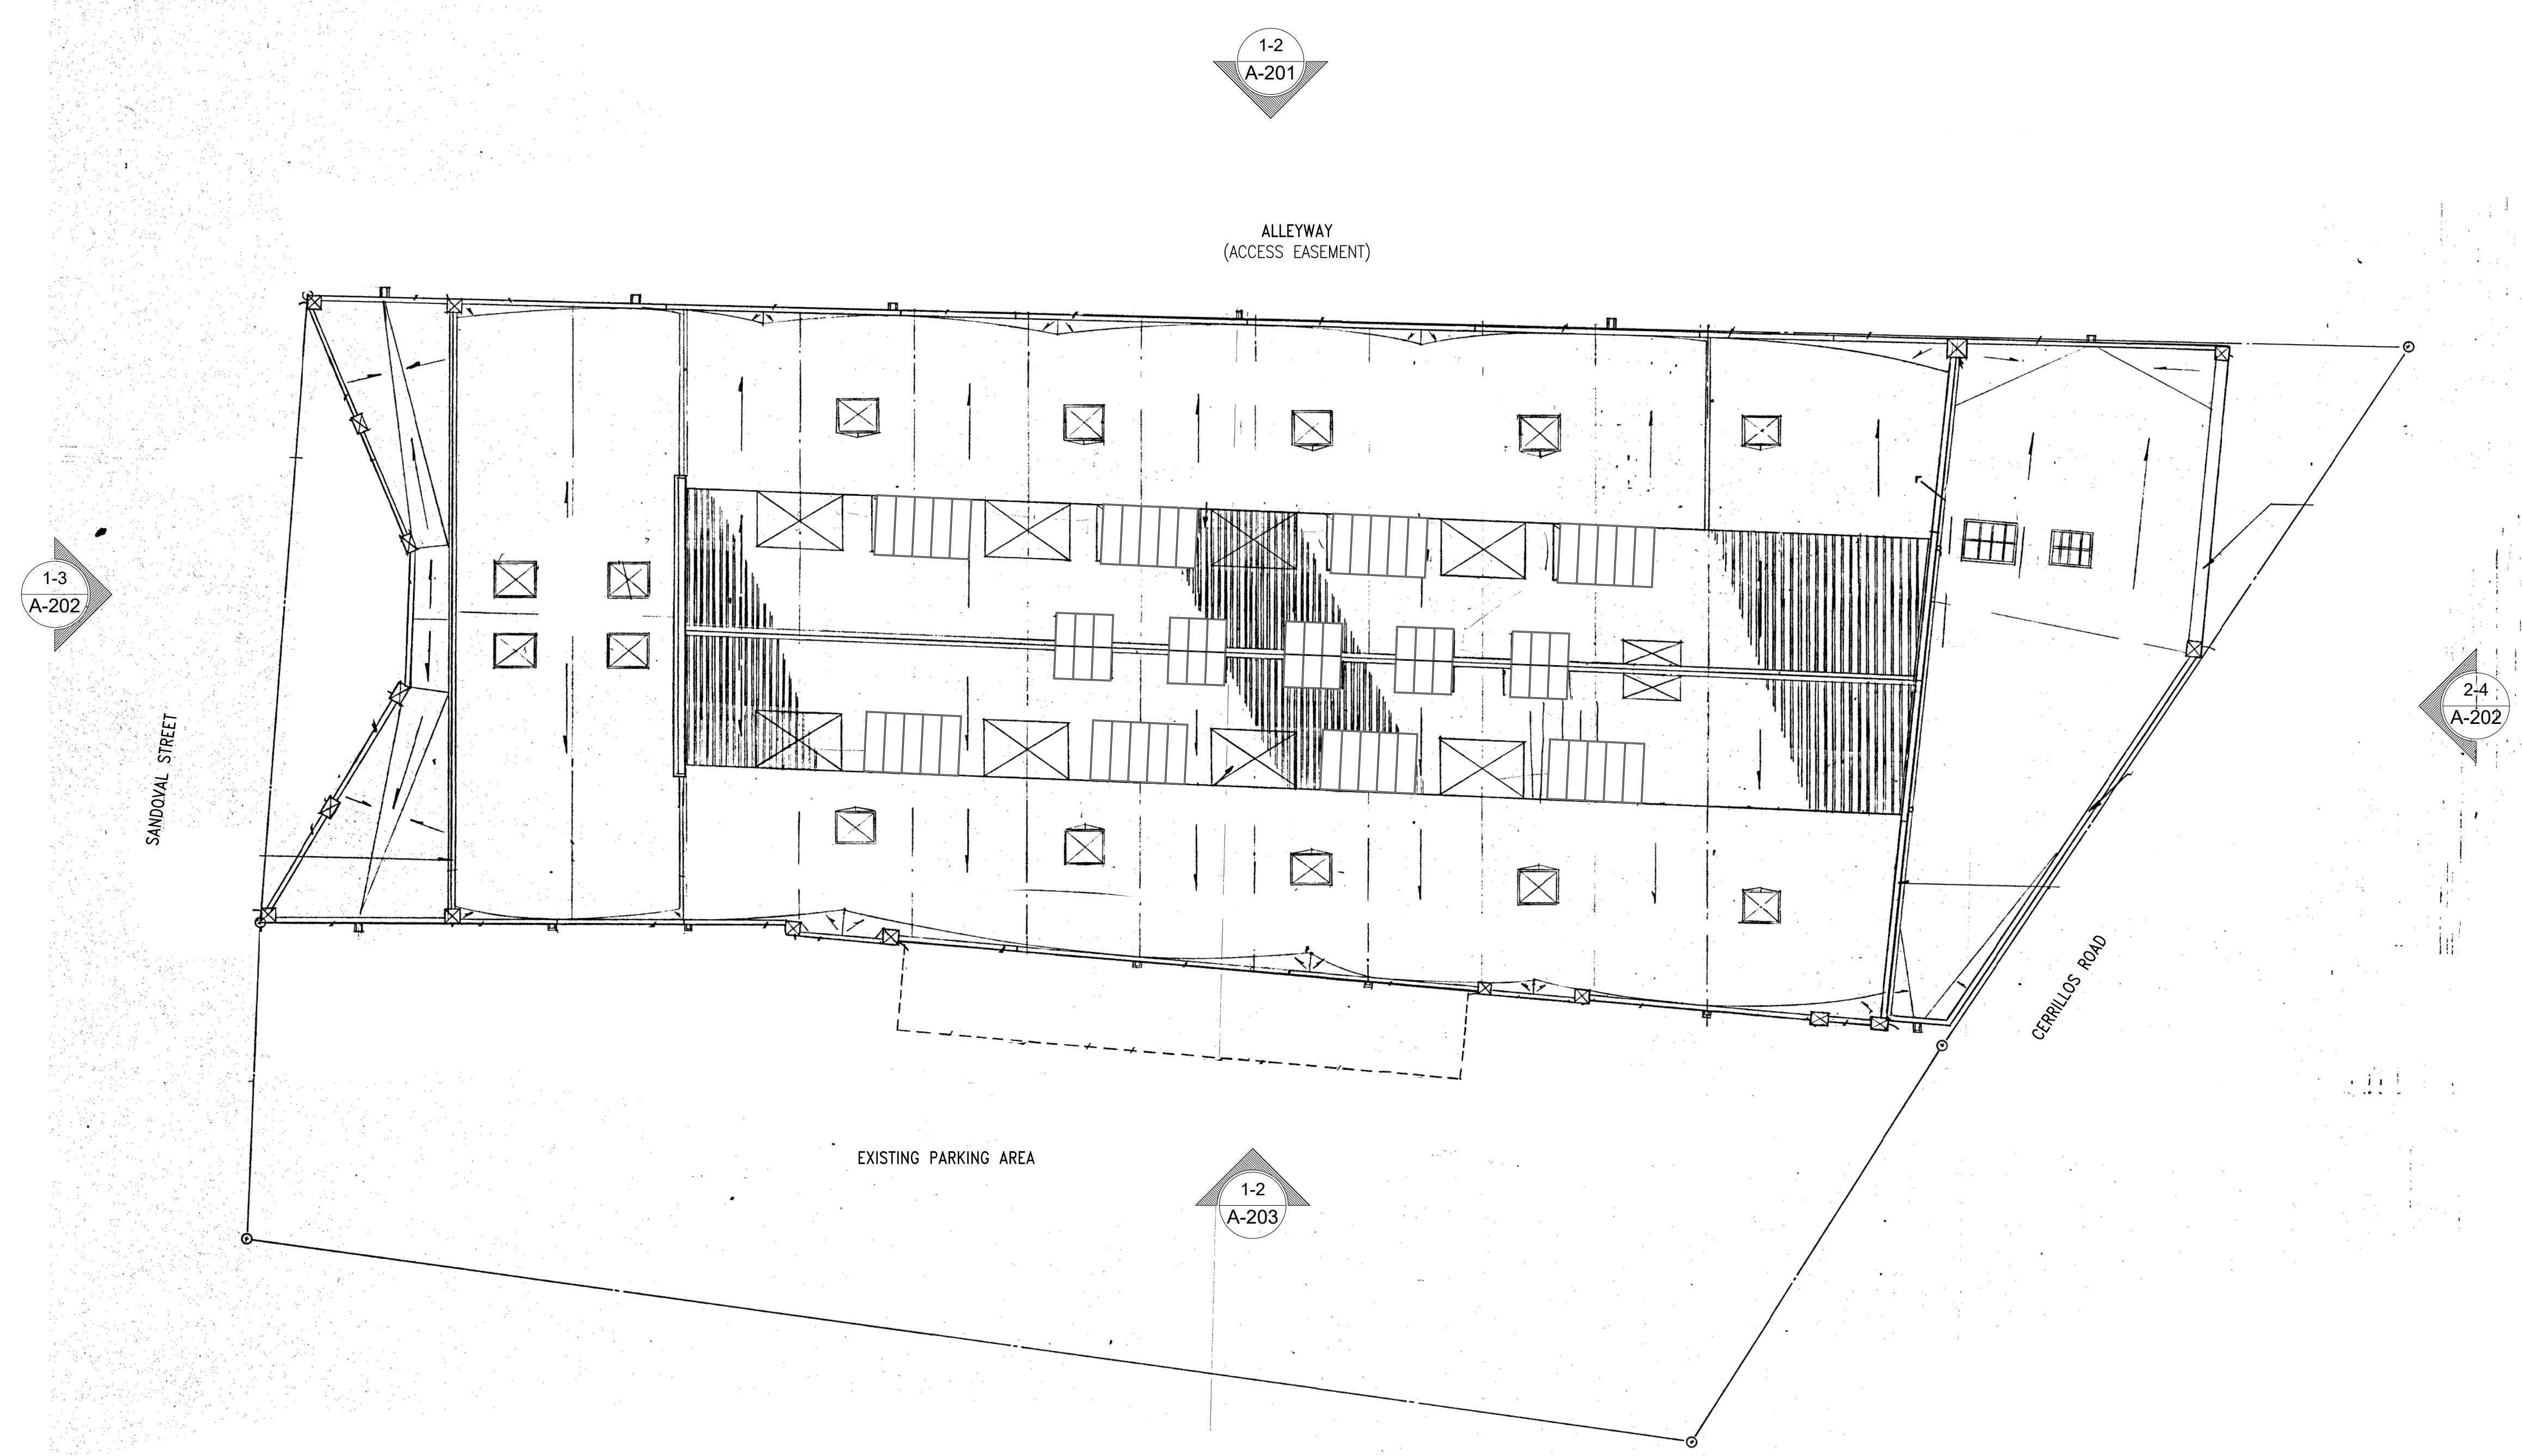 1-2
A-201
ALLEYWAY
(ACCESS EASEMENT)
1-3
A-202
2-4
A-202
SANDOVAL STREET
CERRILLOS ROAD
EXISTING PARKING AREA
1-2
A-203